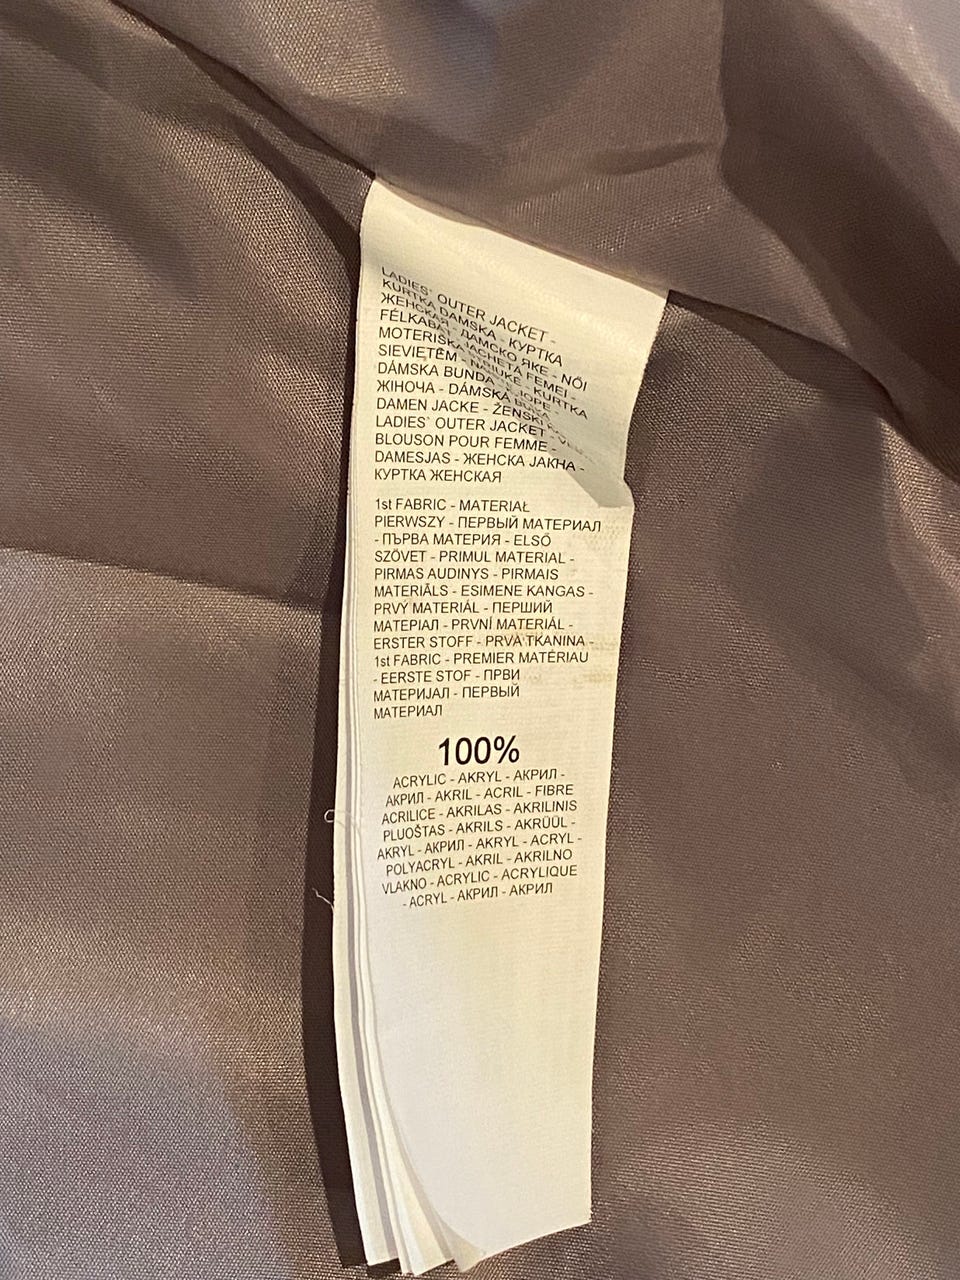 LADIES` OUTER JACKET -
KURTKA DAMSKA - КУРТКА
ЖЕНСКАЯ - ДАМСКО ЯКЕ - NŐI
FÉLKABÁT - JACHETA FEMEI -
MOTERIŠKA STRIUKĖ - KURTKA
SIEVIETĒM -
DÁMSKA BUNDA - КУРТКА
ЖІНОЧА - DÁMSKÁ BUNDA -
DAMEN JACKE - ŽENSKI
LADIES` OUTER JACKET -
BLOUSON POUR FEMME -
DAMESJAS - ЖЕНСКА ЈАКНА -
КУРТКА ЖЕНСКАЯ
1st FABRIC - MATERIAŁ
PIERWSZY - ПЕРВЫЙ МАТЕРИАЛ
- ПЪРВА МАТЕРИЯ - ELSŐ
SZÖVET - PRIMUL MATERIAL -
PIRMAS AUDINYS - PIRMAIS
MATERIĀLS - ESIMENE KANGAS -
PRVÝ MATERIÁL - ПЕРШИЙ
МАТЕРІАЛ - PRVNÍ MATERIÁL -
ERSTER STOFF - PRVA TKANINA -
1st FABRIC - PREMIER MATÉRIAU
- EERSTE STOF - ПРВИ
МАТЕРИЈАЛ - ПЕРВЫЙ
МАТЕРИАЛ
100%
ACRYLIC - AKRYL - АКРИЛ -
АКРИЛ - AKRIL - ACRIL - FIBRE
ACRILICE - AKRILAS - AKRILINIS
PLUOŠTAS - AKRILS - AKRÜÜL -
AKRYL - АКРИЛ - AKRYL - ACRYL -
POLYACRYL - AKRIL - AKRILNO
VLAKNO - ACRYLIC - ACRYLIQUE
- ACRYL - АКРИЛ - АКРИЛ